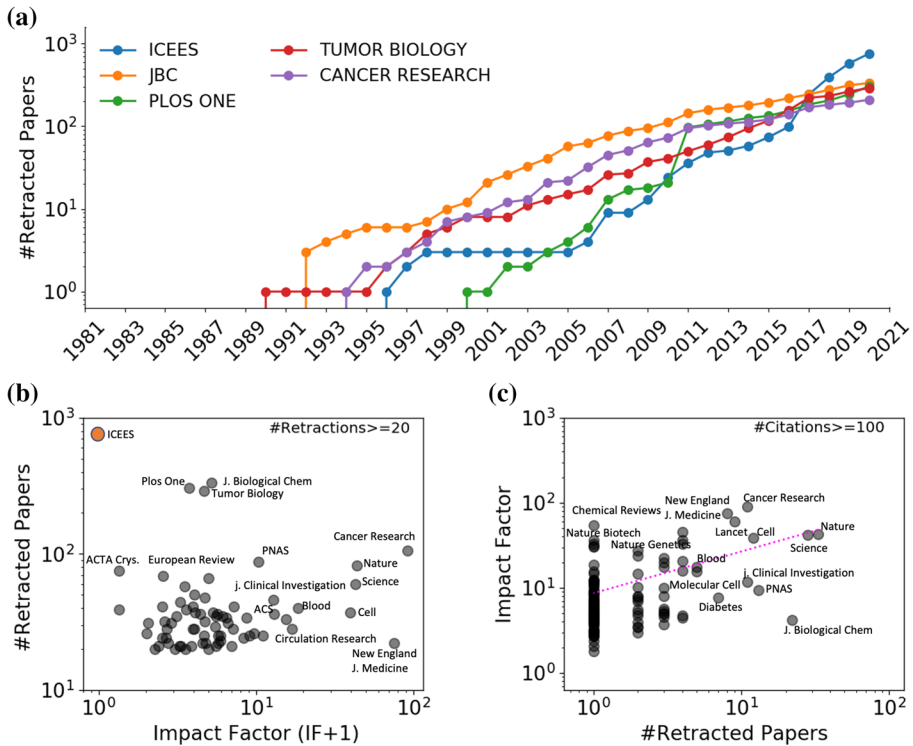 (a)
10³
10²
10¹
10⁰
#Retracted Papers
ICEES
JBC
PLOS ONE
TUMOR BIOLOGY
CANCER RESEARCH
1981
1983
1985
1987
1989
1991
1993
1995
1997
1999
2001
2003
2005
2007
2009
2011
2013
2015
2017
2019
2021
(b)
10³
10²
10¹
#Retracted Papers
#Retractions>=20
ICEES
Plos One
J. Biological Chem
Tumor Biology
Cancer Research
PNAS
ACTA Crys.
European Review
Nature
Science
j. Clinical Investigation
ACS
Blood
Cell
Circulation Research
New England
J. Medicine
10⁰
10¹
10²
Impact Factor (IF+1)
(c)
10³
10²
10¹
10⁰
Impact Factor
#Citations>=100
Cancer Research
New England
J. Medicine
Chemical Reviews
Nature Biotech
Lancet
Cell
Nature
Science
Nature Genetics
Blood
j. Clinical Investigation
Molecular Cell
PNAS
Diabetes
J. Biological Chem
10⁰
10¹
10²
#Retracted Papers